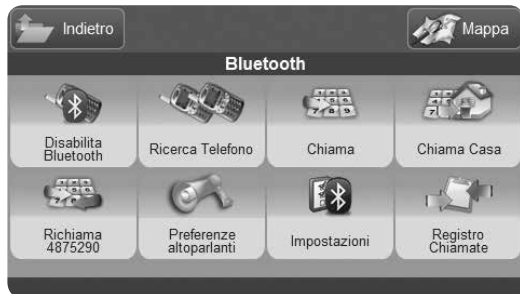 Indietro
Mappa
Bluetooth
Disabilita
Bluetooth
Ricerca Telefono
Chiama
Chiama Casa
Richiama
4875290
Preferenze
altoparlanti
Impostazioni
Registro
Chiamate